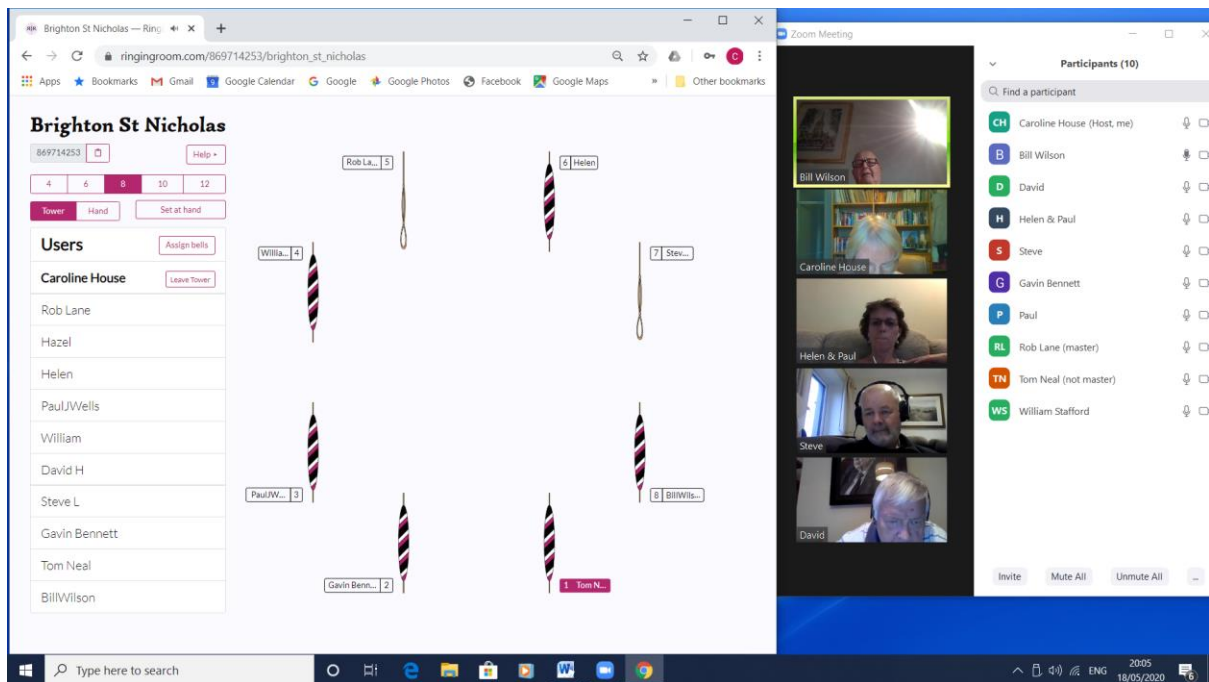 Brighton St Nicholas — Ring
ringingroom.com/869714253/brighton_st_nicholas
C
Apps Bookmarks Gmail Google Calendar Google Google Photos Facebook Google Maps » Other bookmarks
Brighton St Nicholas
869714253 Help
4 6 8 10 12
Tower Hand Set at hand
Users Assign bells
Caroline House Leave Tower
Rob Lane
Hazel
Helen
PaulJWells
William
David H
Steve L
Gavin Bennett
Tom Neal
BillWilson
Rob La... 5
6 Helen
Willia... 4
7 Stev...
PaulJW... 3
8 BillWils...
Gavin Benn... 2
1 Tom N...
Zoom Meeting
Bill Wilson
Caroline House
Helen & Paul
Steve
David
Participants (10)
Find a participant
CH Caroline House (Host, me)
B Bill Wilson
D David
H Helen & Paul
S Steve
G Gavin Bennett
P Paul
RL Rob Lane (master)
TN Tom Neal (not master)
WS William Stafford
Invite Mute All Unmute All ...
Type here to search
ENG
20:05
18/05/2020
6